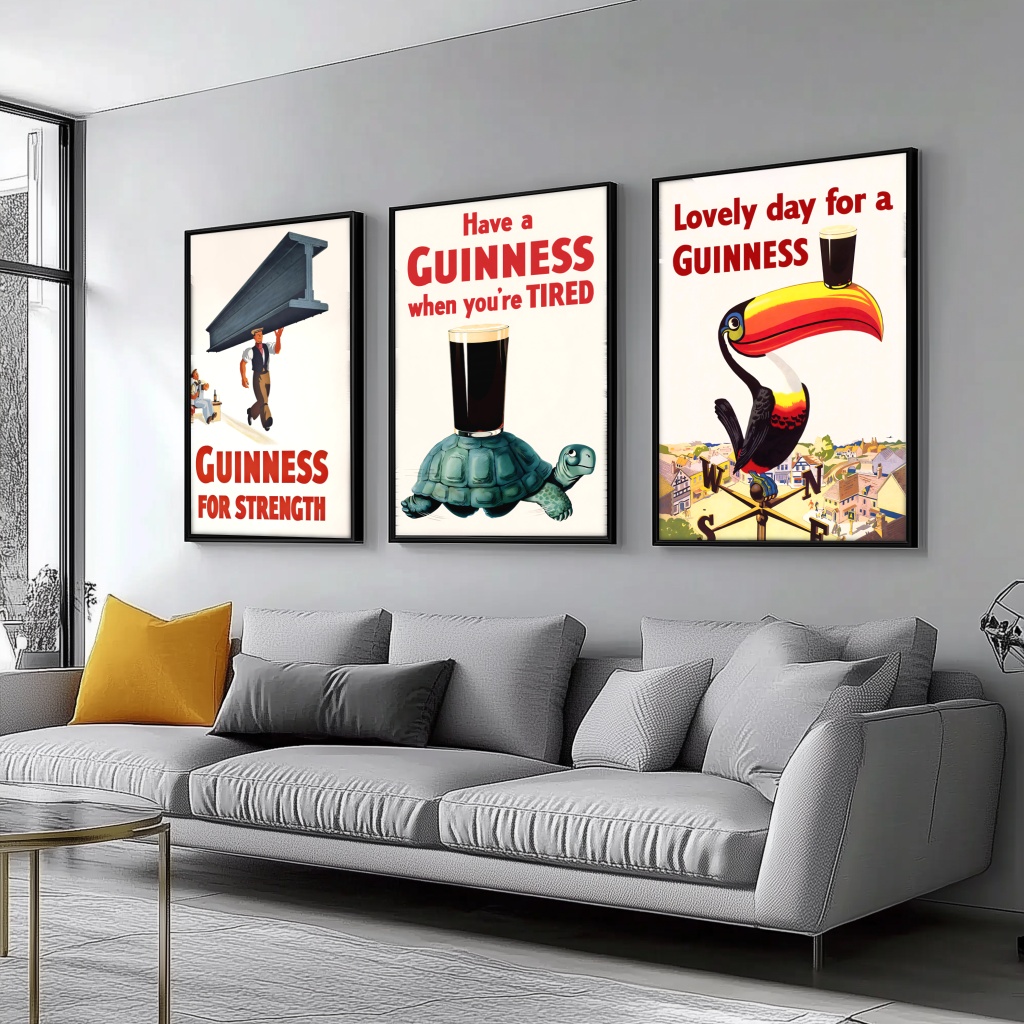 GUINNESS
FOR STRENGTH
Have a
GUINNESS
when you're TIRED
Lovely day for a
GUINNESS
W N
S E